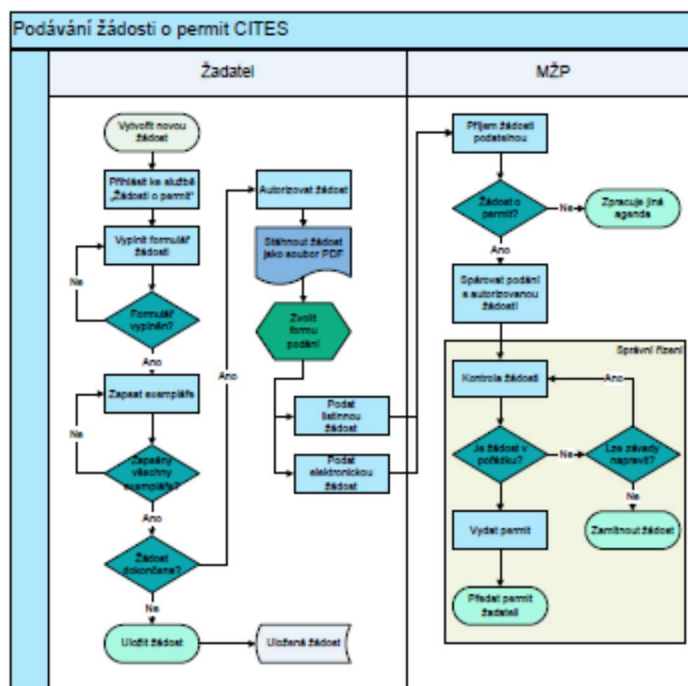 Podávání žádosti o permit CITES
Žadatel
MŽP
Vytvořit novou
žádost
Přihlásit ke službě
„Žádosti o permit“
Vyplnit formulář
žádosti
Ne
Formulář
vyplněn?
Ano
Zapsat exempláře
Ne
Zapsány
všechny
exempláře?
Ano
Žádost
dokončena?
Ne
Uložit žádost
Uložená žádost
Ano
Autorizovat žádost
Stáhnout žádost
jako soubor PDF
Zvolit
formu
podání
Podat
listinnou
žádost
Podat
elektronickou
žádost
Příjem žádosti
podatelnou
Žádost o
permit?
Ne
Zpracuje jiná
agenda
Ano
Spárovat podání
s autorizovanou
žádostí
Správní řízení
Kontrola žádosti
Ano
Je žádost v
pořádku?
Ne
Lze závady
napravit?
Ne
Vydat permit
Zamítnout žádost
Předat permit
žadateli